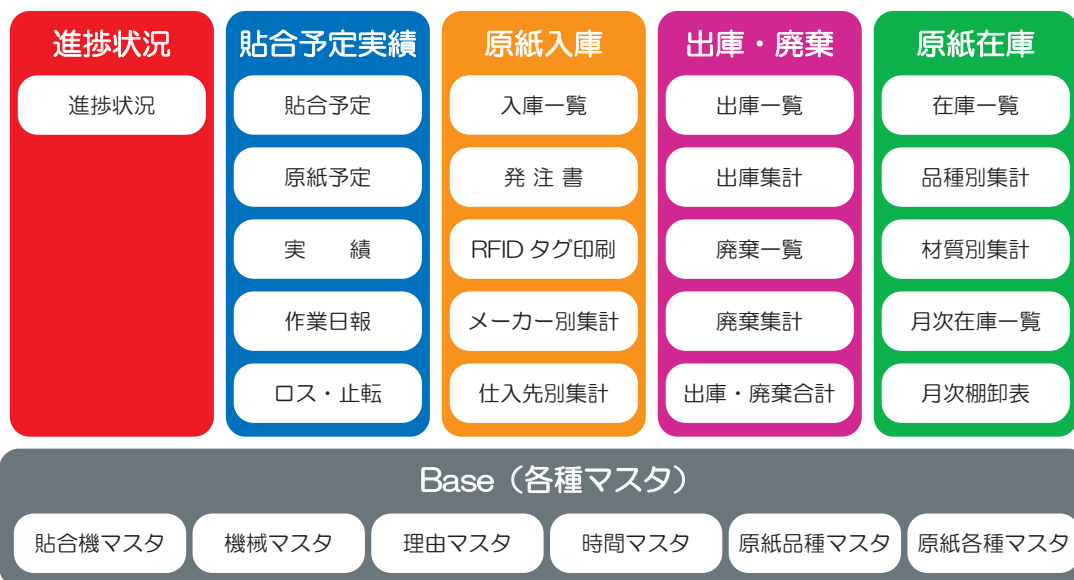 進捗状況
進捗状況
貼合予定実績
貼合予定
原紙予定
実　　績
作業日報
ロス・止転
原紙入庫
入庫一覧
発 注 書
RFID タグ印刷
メーカー別集計
仕入先別集計
出庫・廃棄
出庫一覧
出庫集計
廃棄一覧
廃棄集計
出庫・廃棄合計
原紙在庫
在庫一覧
品種別集計
材質別集計
月次在庫一覧
月次棚卸表
Base（各種マスタ）
貼合機マスタ
機械マスタ
理由マスタ
時間マスタ
原紙品種マスタ
原紙各種マスタ